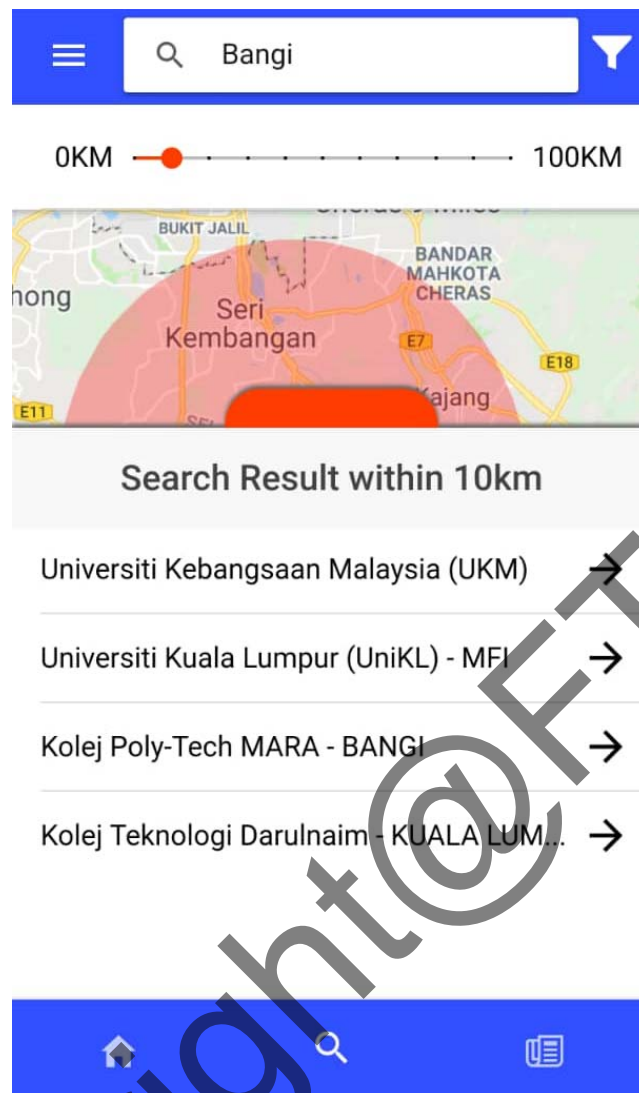 Bangi
0KM
100KM
BUKIT JALIL
BANDAR
MAHKOTA
CHERAS
hong
Seri
Kembangan
E7
E18
Kajang
E11
Search Result within 10km
Universiti Kebangsaan Malaysia (UKM)
Universiti Kuala Lumpur (UniKL) - MFI
Kolej Poly-Tech MARA - BANGI
Kolej Teknologi Darulnaim - KUALA LUM...